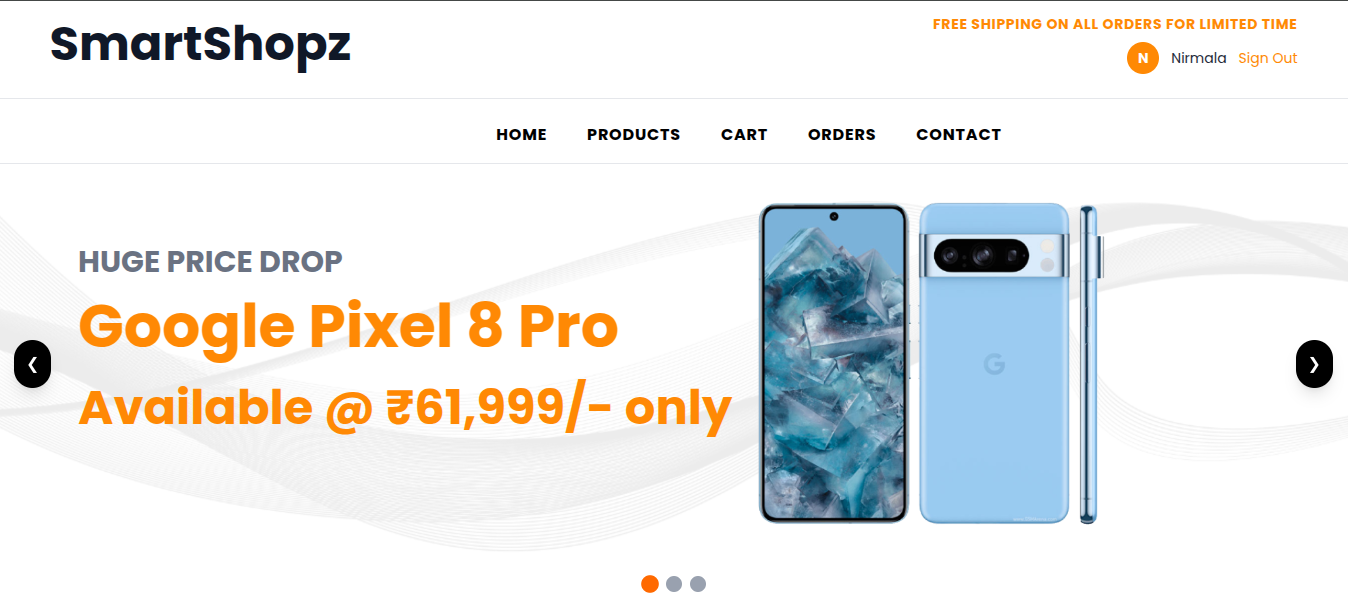 SmartShopz
FREE SHIPPING ON ALL ORDERS FOR LIMITED TIME
N Nirmala Sign Out
HOME PRODUCTS CART ORDERS CONTACT
HUGE PRICE DROP
Google Pixel 8 Pro
Available @ ₹61,999/- only
G